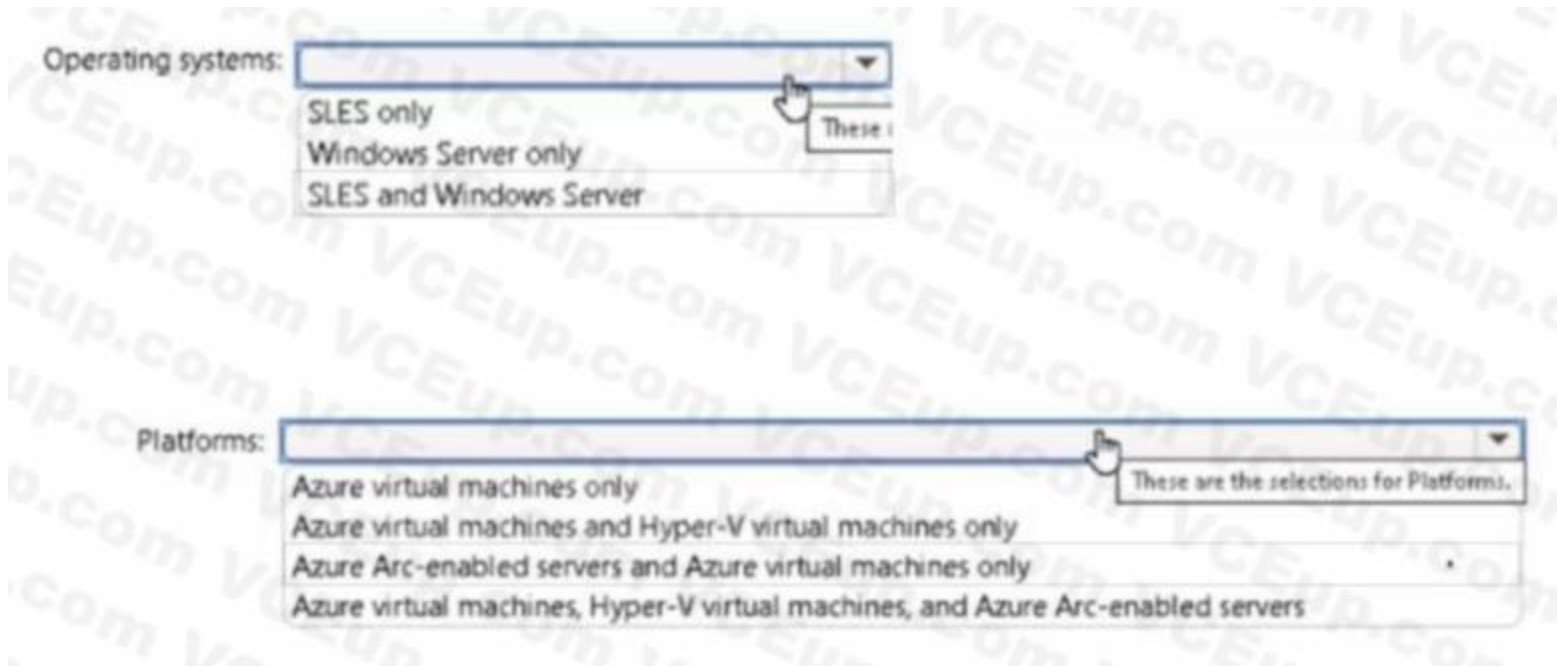 Operating systems:
SLES only
These
Windows Server only
SLES and Windows Server
Platforms:
These are the selections for Platforms.
Azure virtual machines only
Azure virtual machines and Hyper-V virtual machines only
Azure Arc-enabled servers and Azure virtual machines only
Azure virtual machines, Hyper-V virtual machines, and Azure Arc-enabled servers
VCEup.com